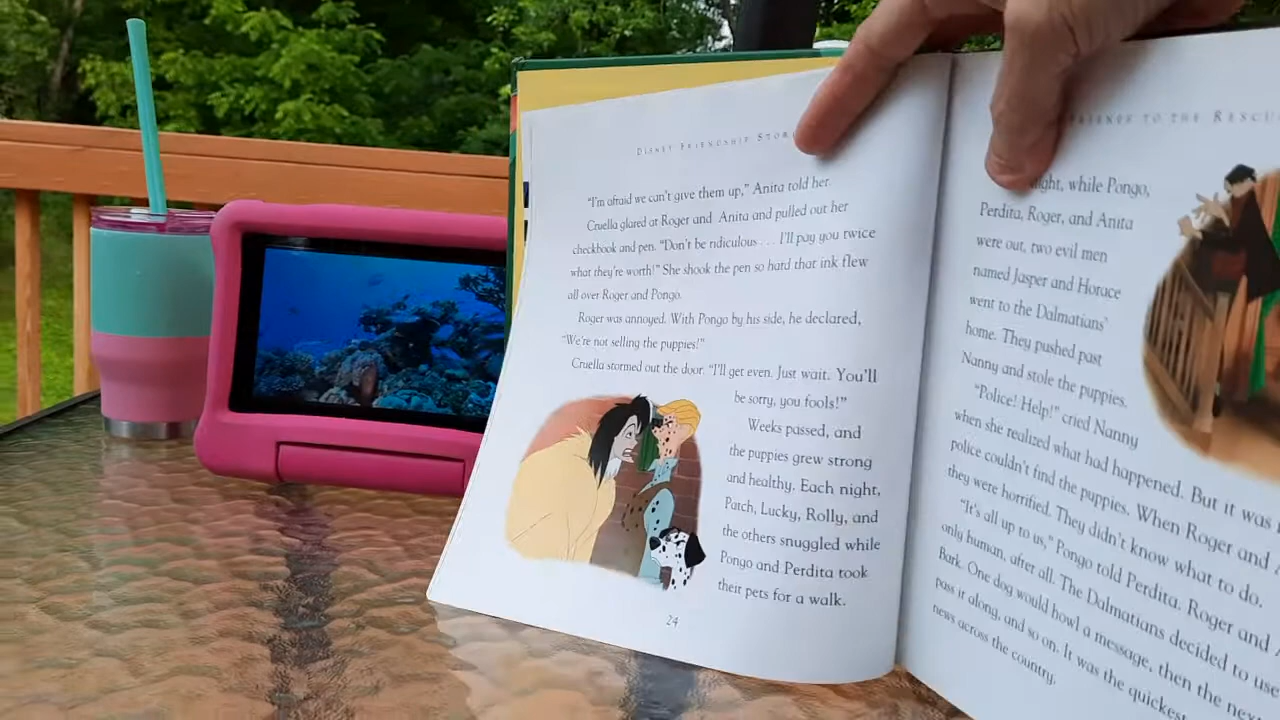 DISNEY FRIENDSHIP
"I'm afraid we can't give them up," Anita told her.
Cruella glared at Roger and Anita and pulled out her
checkbook and pen. "Don't be ridiculous . . . I'll pay you twice
what they're worth!" She shook the pen so hard that ink flew
all over Roger and Pongo.
Roger was annoyed. With Pongo by his side, he declared,
"We're not selling the puppies!"
Cruella stormed out the door. "I'll get even. Just wait. You'll
be sorry, you fools!"
Weeks passed, and
the puppies grew strong
and healthy. Each night,
Patch, Lucky, Rolly, and
the others snuggled while
Pongo and Perdita took
their pets for a walk.
24
TO THE
while Pongo,
Perdita, Roger, and Anita
were out, two evil men
named Jasper and Horace
went to the Dalmatians'
home. They pushed past
Nanny and stole the puppies.
"Police! Help!" cried Nanny
when she realized what had happened. But it was
police couldn't find the puppies. When Roger and
they were horrified. They didn't know what to do.
"It's all up to us," Pongo told Perdita. Roger and
only human, after all. The Dalmatians decided to use
Bark. One dog would howl a message, then the next
pass it along, and so on. It was the quickest
news across the country.